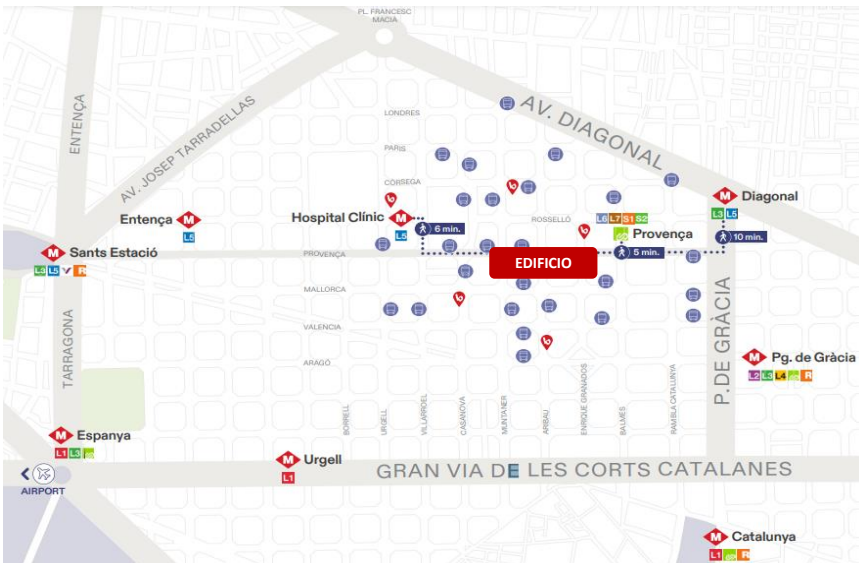 PL. FRANCESC
MACIÀ
LONDRES
AV. DIAGONAL
ENTENÇA
AV. JOSEP TARRADELLAS
PARIS
CÒRSEGA
Diagonal
L3 L5
Entença
L5
Hospital Clínic
L5
6 min.
ROSSELLÓ
L6 L7 S1 S2
Provença
10 min.
Sants Estació
L3 L5 R
PROVENÇA
EDIFICIO
5 min.
MALLORCA
VALENCIA
ARAGÓ
TARRAGONA
P.DE GRÀCIA
Pg. de Gràcia
L2 L3 L4 R
BORRELL
URGELL
VILLARROEL
CASANOVA
MUNTANER
ARIBAU
ENRIQUE GRANADOS
BALMES
RAMBLA CATALUNYA
Espanya
L1 L3
Urgell
L1
GRAN VIA DE LES CORTS CATALANES
AIRPORT
Catalunya
L1 R